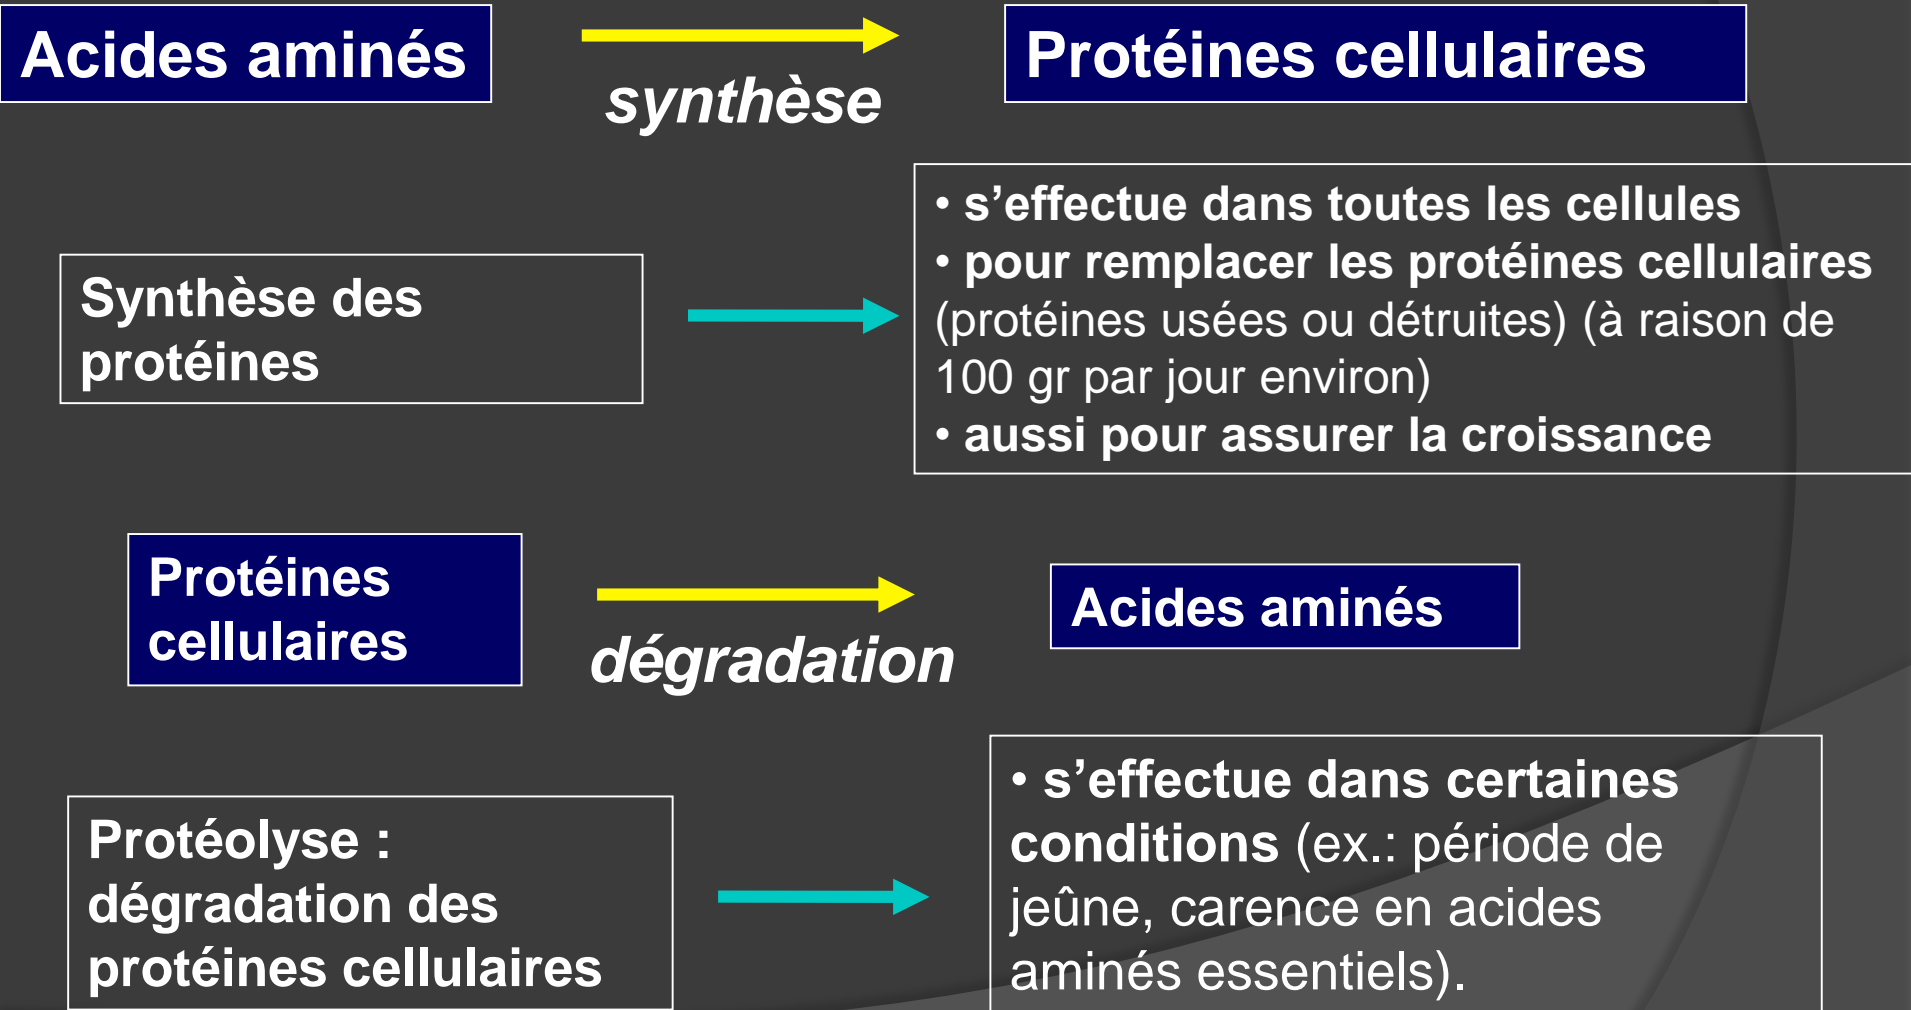 Acides aminés
synthèse
Protéines cellulaires
Synthèse des
protéines
• s’effectue dans toutes les cellules
• pour remplacer les protéines cellulaires
(protéines usées ou détruites) (à raison de
100 gr par jour environ)
• aussi pour assurer la croissance
Protéines
cellulaires
dégradation
Acides aminés
Protéolyse :
dégradation des
protéines cellulaires
• s’effectue dans certaines
conditions (ex.: période de
jeûne, carence en acides
aminés essentiels).